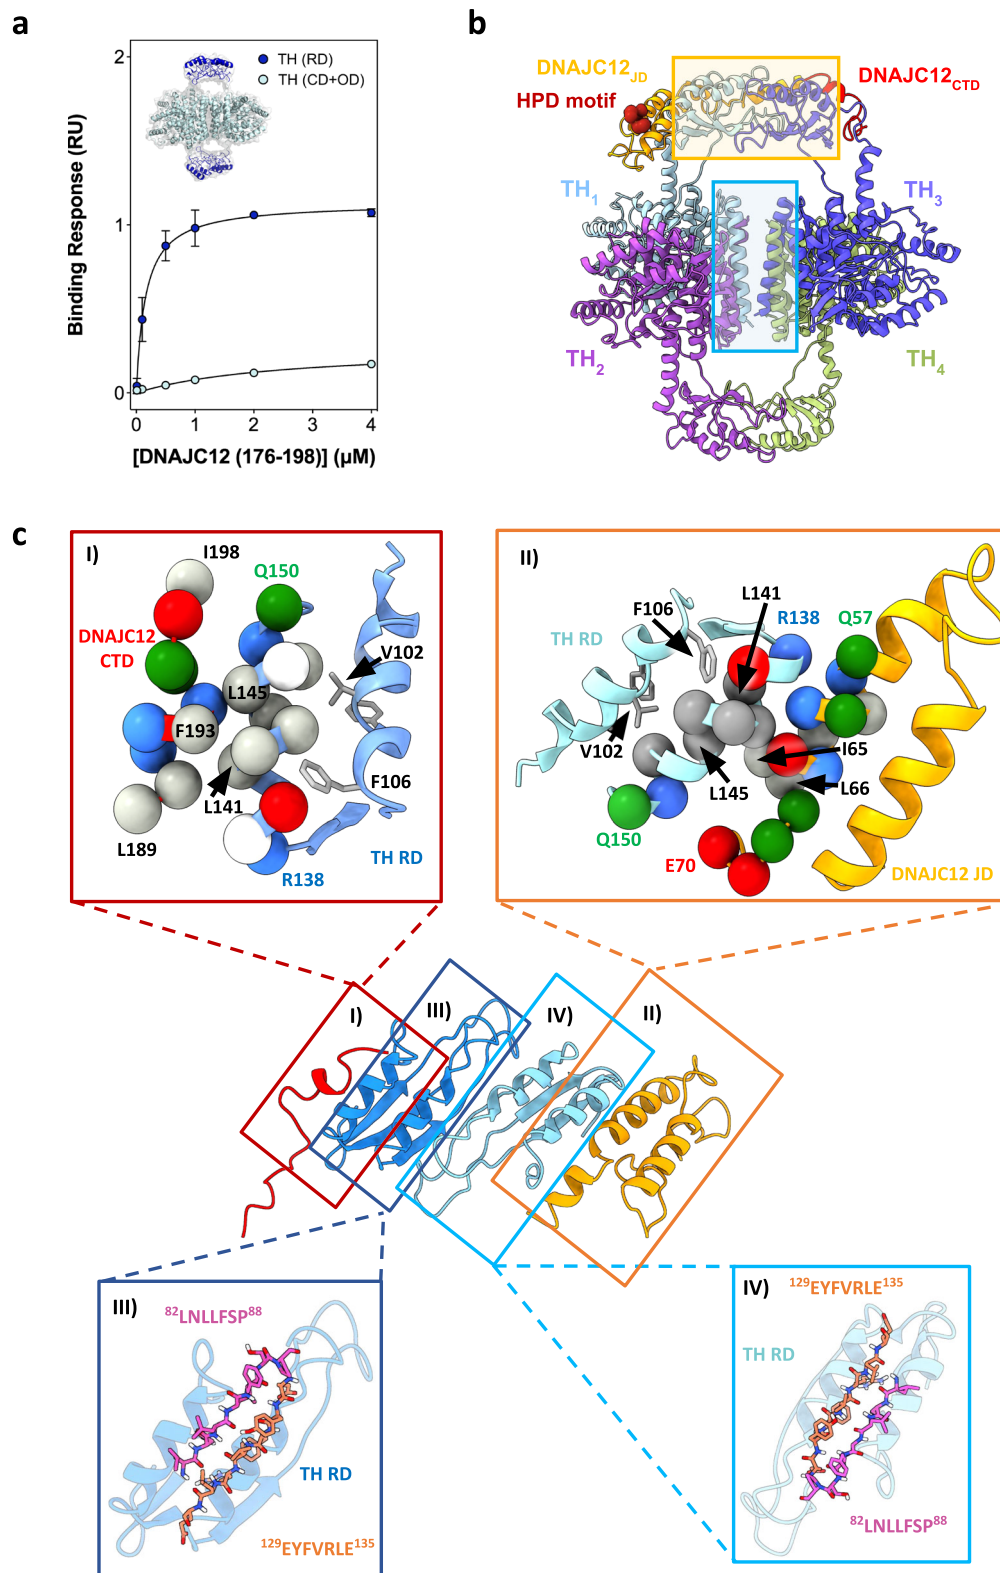 a
2
TH (RD)
TH (CD+OD)
Binding Response (RU)
1
0
0
1
2
3
4
[DNAJC12 (176-198)] (µM)
b
DNAJC12JD
HPD motif
DNAJC12CTD
TH1
TH3
TH2
TH4
c
I)
I198
Q150
DNAJC12
CTD
V102
L145
F193
F106
L141
L189
TH RD
R138
II)
L141
F106
R138
Q57
TH RD
V102
I65
L145
L66
Q150
E70
DNAJC12 JD
I)
III)
IV)
II)
III)
82LNLLFSP88
TH RD
129EYFVRLE135
IV)
129EYFVRLE135
TH RD
82LNLLFSP88